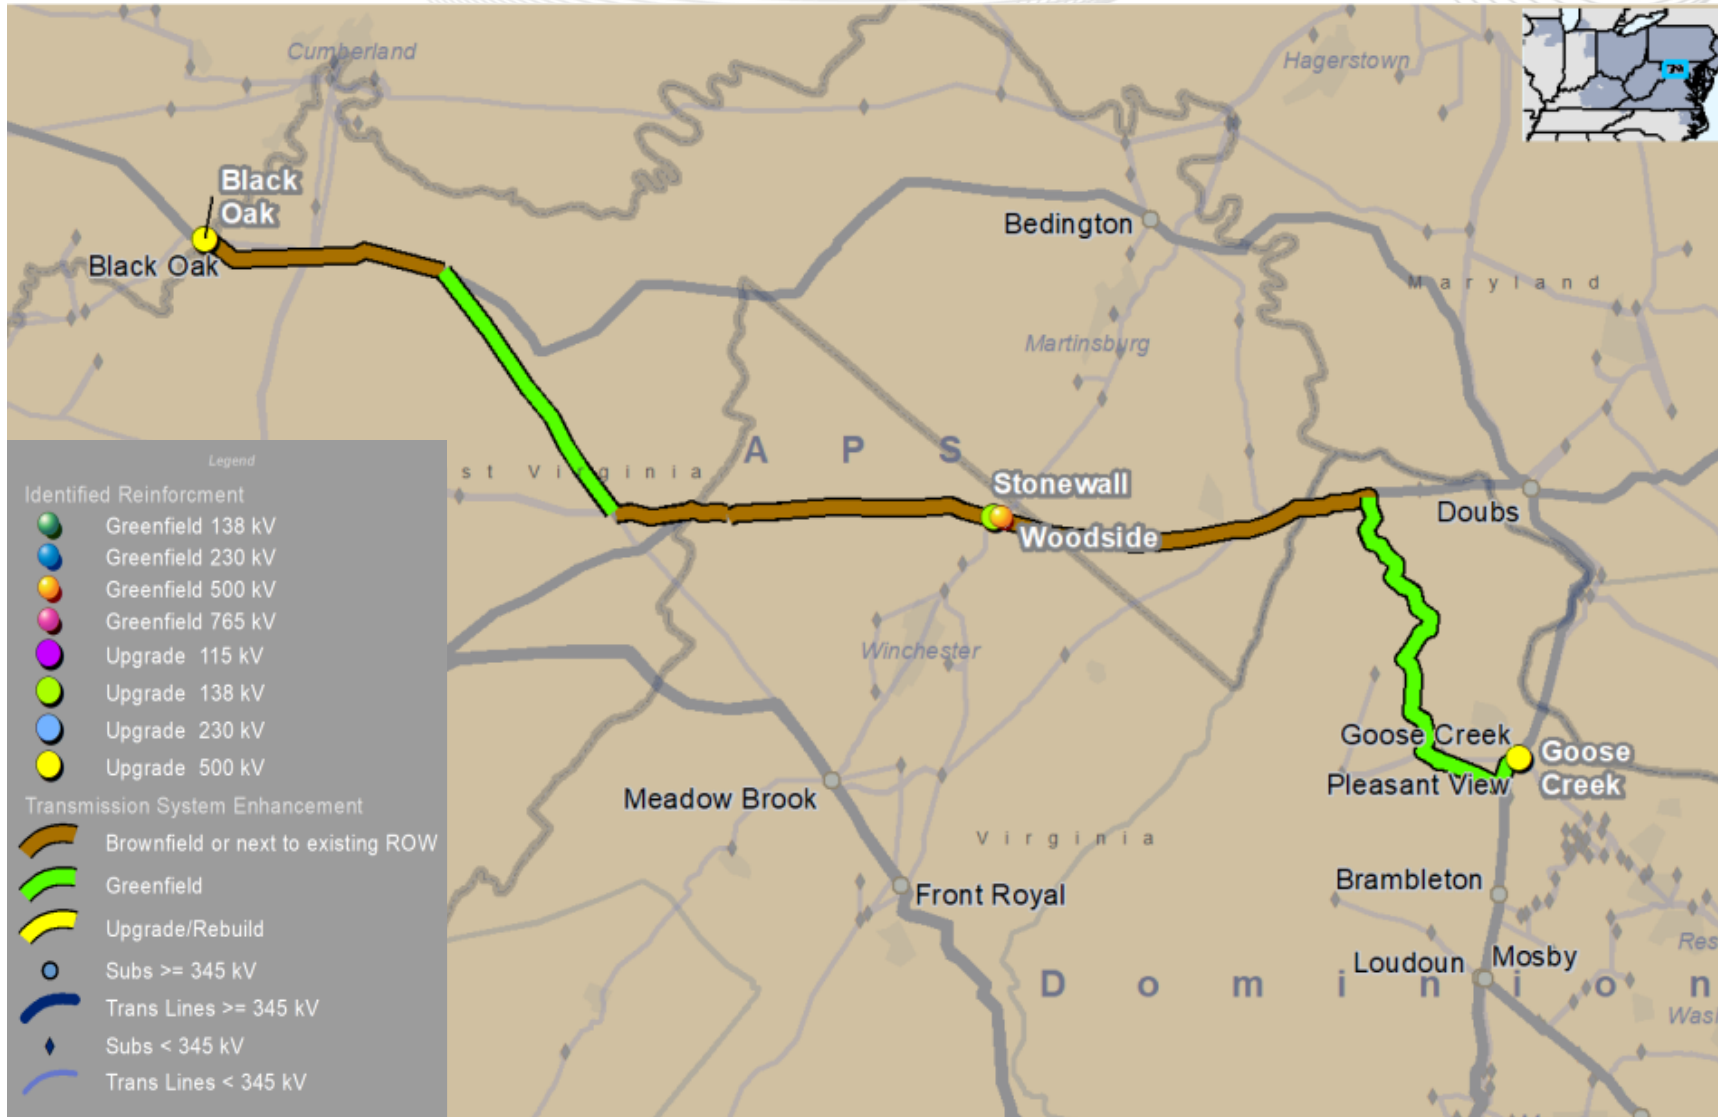 Cumberland
Hagerstown
Black
Oak
Black Oak
Bedington
Maryland
Martinsburg
APS
st Virginia
Stonewall
Woodside
Doubs
Winchester
Goose Creek
Goose
Creek
Pleasant View
Meadow Brook
Virginia
Front Royal
Brambleton
Loudoun
Mosby
Res
Dominion
Was
Legend
Identified Reinforcment
Greenfield 138 kV
Greenfield 230 kV
Greenfield 500 kV
Greenfield 765 kV
Upgrade 115 kV
Upgrade 138 kV
Upgrade 230 kV
Upgrade 500 kV
Transmission System Enhancement
Brownfield or next to existing ROW
Greenfield
Upgrade/Rebuild
Subs >= 345 kV
Trans Lines >= 345 kV
Subs < 345 kV
Trans Lines < 345 kV